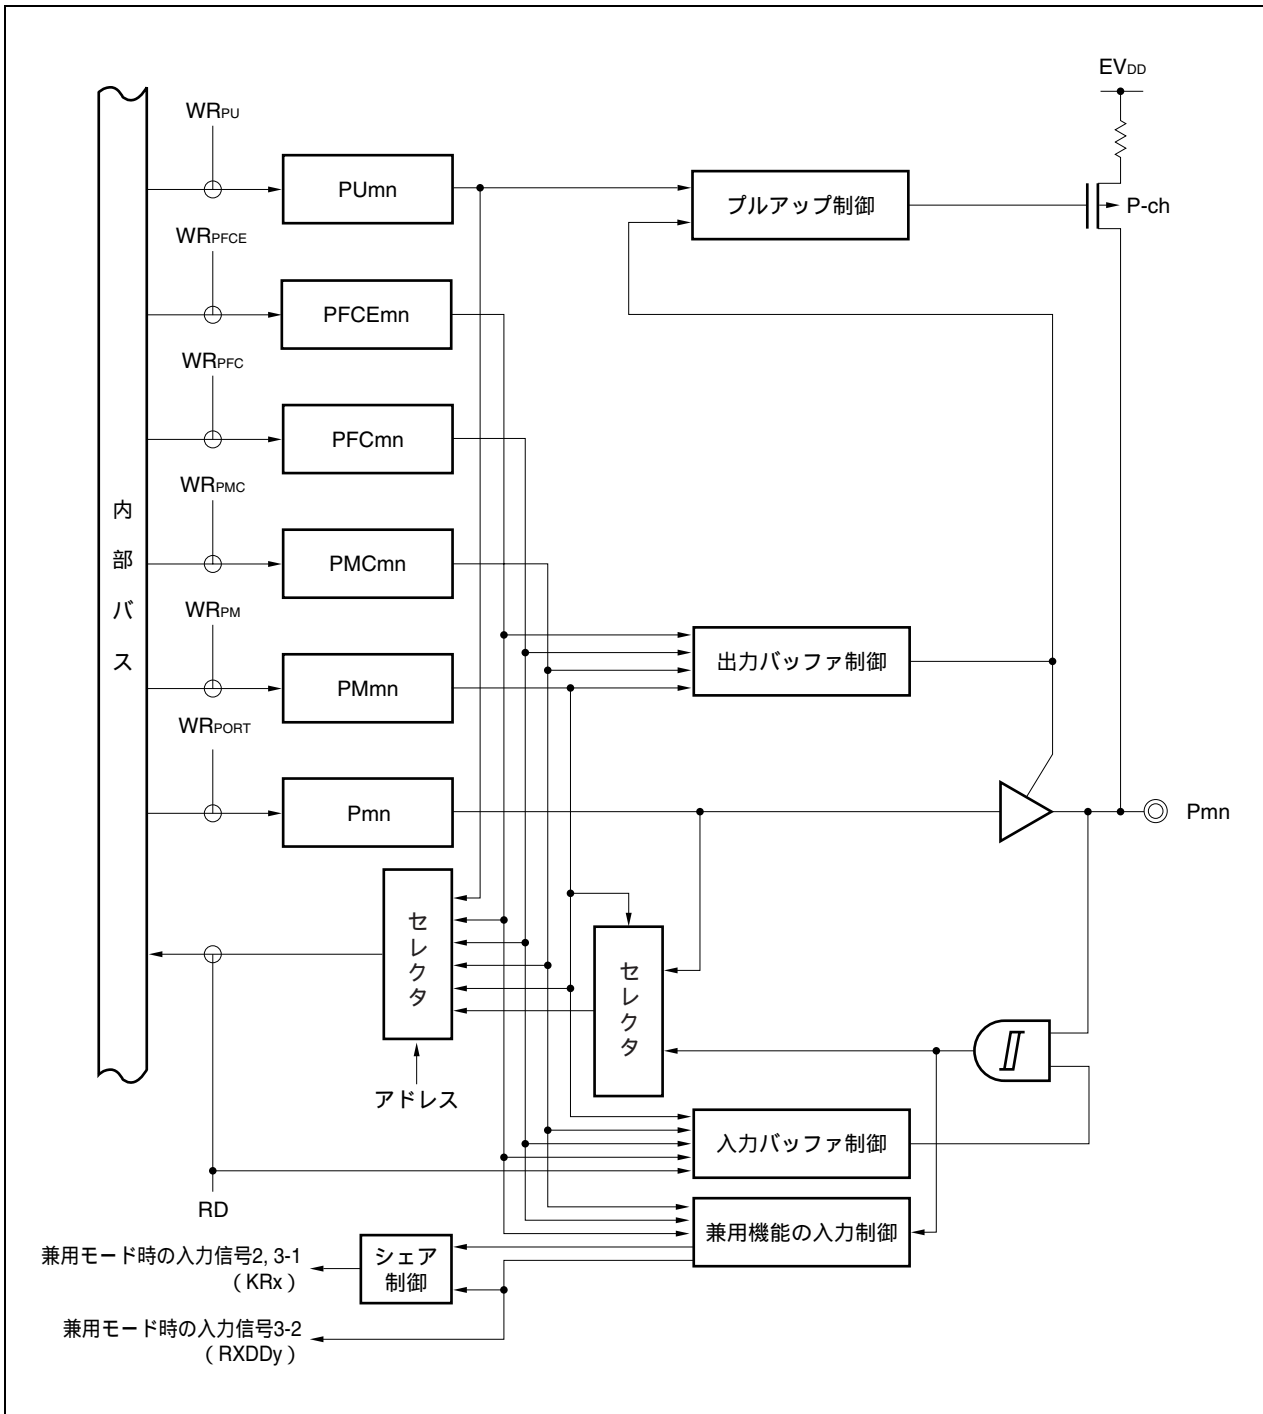 EVDD
WRPU
PUmn
プルアップ制御
P-ch
WRPFCE
PFCEmn
WRPFC
PFCmn
WRPMC
PMCmn
内部バス
WRPM
PMmn
出力バッファ制御
WRPORT
Pmn
Pmn
セレクタ
セレクタ
アドレス
入力バッファ制御
RD
兼用機能の入力制御
兼用モード時の入力信号2, 3-1
（KRx）
シェア
制御
兼用モード時の入力信号3-2
（RXDDy）